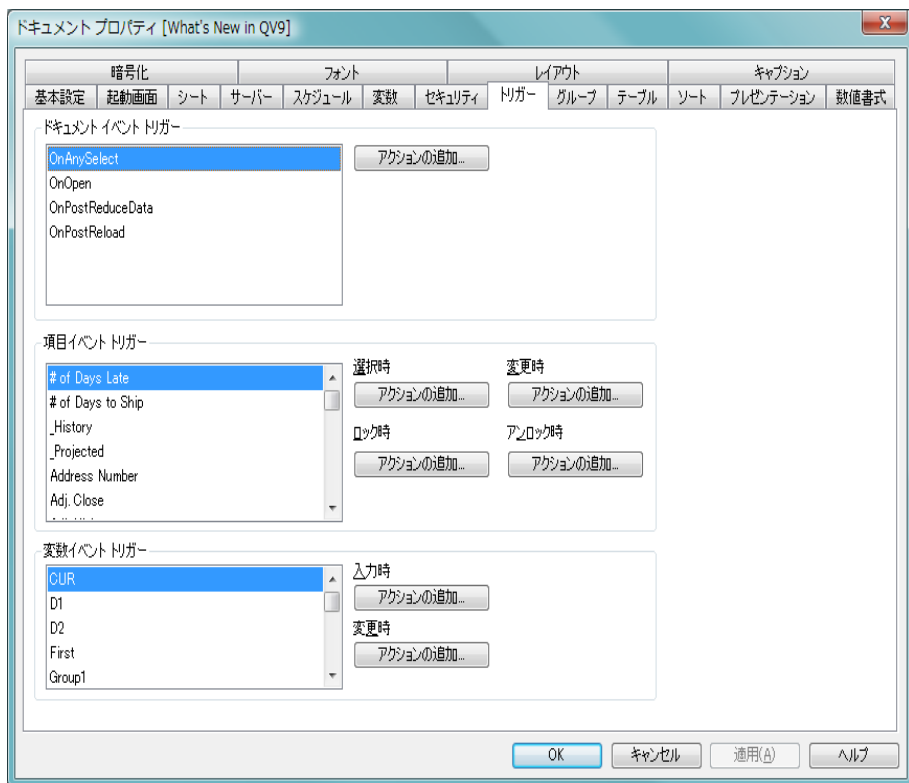 ドキュメント プロパティ [What's New in QV9]
暗号化 フォント レイアウト キャプション
基本設定 起動画面 シート サーバー スケジュール 変数 セキュリティ トリガー グループ テーブル ソート プレゼンテーション 数値書式
ドキュメント イベント トリガー
OnAnySelect アクションの追加...
OnOpen
OnPostReduceData
OnPostReload
項目イベント トリガー
選択時 変更時
# of Days Late アクションの追加... アクションの追加...
# of Days to Ship
_History ロック時 アンロック時
_Projected アクションの追加... アクションの追加...
Address Number
Adj. Close
変数イベント トリガー
CUR 入力時
D1 アクションの追加...
D2 変更時
First アクションの追加...
Group1
OK キャンセル 適用(A) ヘルプ